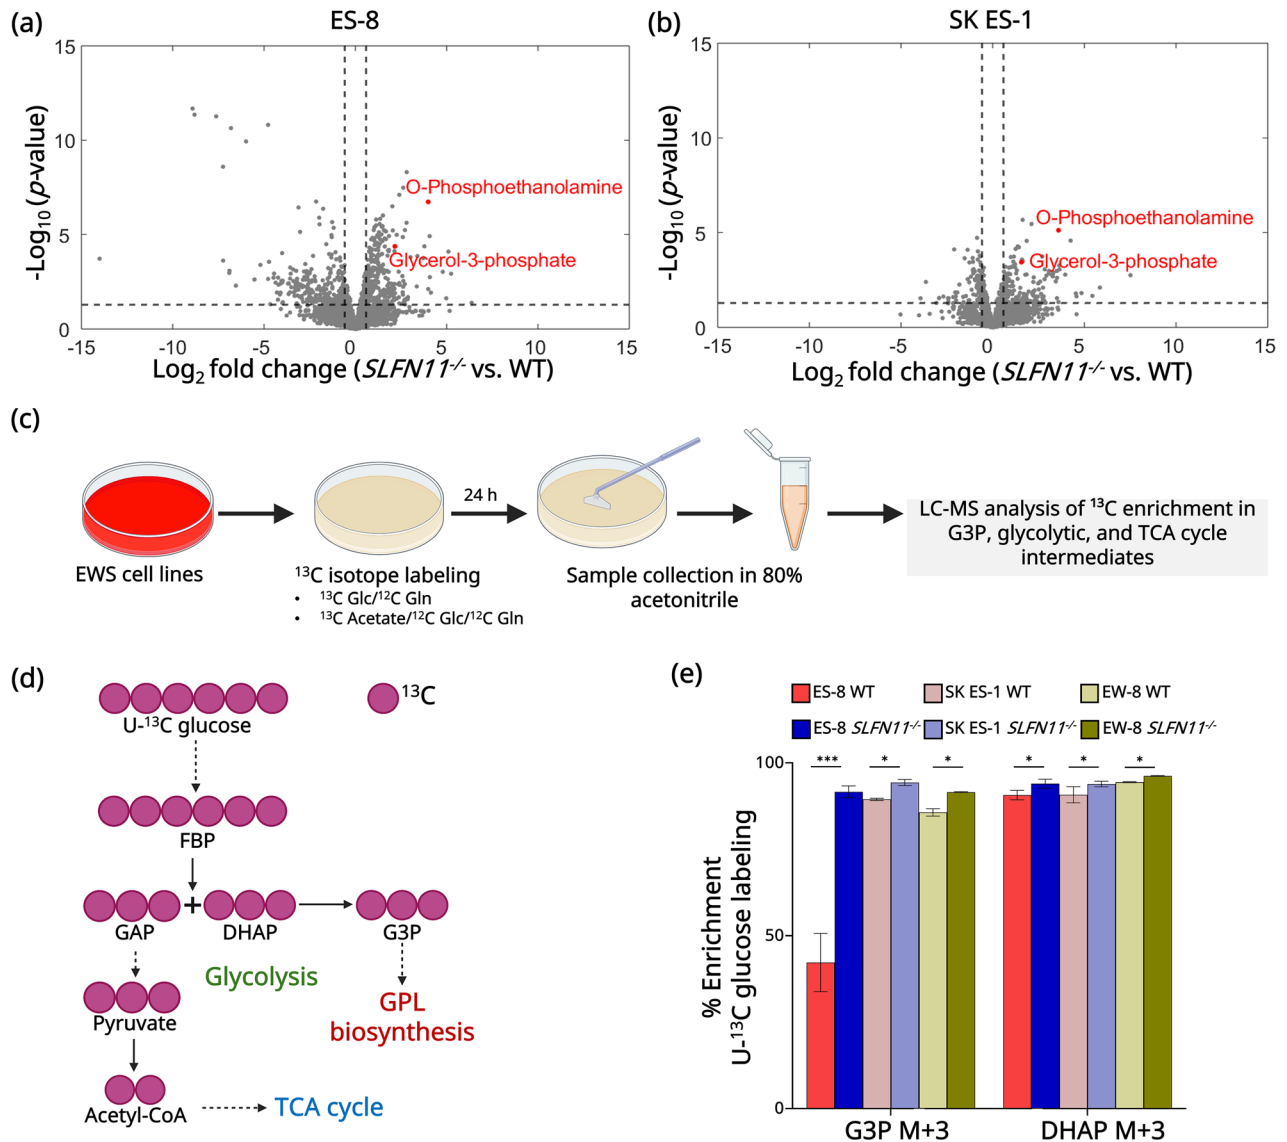 (a)
ES-8
15
10
5
0
-Log10 (p-value)
O-Phosphoethanolamine
Glycerol-3-phosphate
-15 -10 -5 0 5 10 15
Log2 fold change (SLFN11-/- vs. WT)
(b)
SK ES-1
15
10
5
0
-Log10 (p-value)
O-Phosphoethanolamine
Glycerol-3-phosphate
-15 -10 -5 0 5 10 15
Log2 fold change (SLFN11-/- vs. WT)
(c)
EWS cell lines
13C isotope labeling
• 13C Glc/12C Gln
• 13C Acetate/12C Glc/12C Gln
24 h
Sample collection in 80%
acetonitrile
LC-MS analysis of 13C enrichment in
G3P, glycolytic, and TCA cycle
intermediates
(d)
13C
U-13C glucose
FBP
+
GAP DHAP G3P
Glycolysis
GPL
biosynthesis
Pyruvate
Acetyl-CoA
TCA cycle
(e)
ES-8 WT SK ES-1 WT EW-8 WT
ES-8 SLFN11-/- SK ES-1 SLFN11-/- EW-8 SLFN11-/-
% Enrichment
U-13C glucose labeling
100
50
0
*** * * * * *
G3P M+3 DHAP M+3